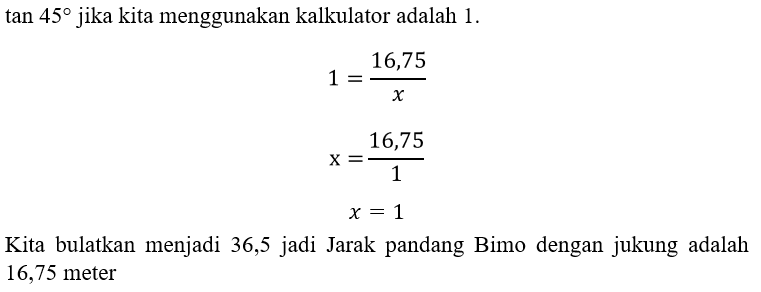 tan 45° jika kita menggunakan kalkulator adalah 1.
1 = 16,75/x
x = 16,75/1
x = 1
Kita bulatkan menjadi 36,5 jadi Jarak pandang Bimo dengan jukung adalah
16,75 meter